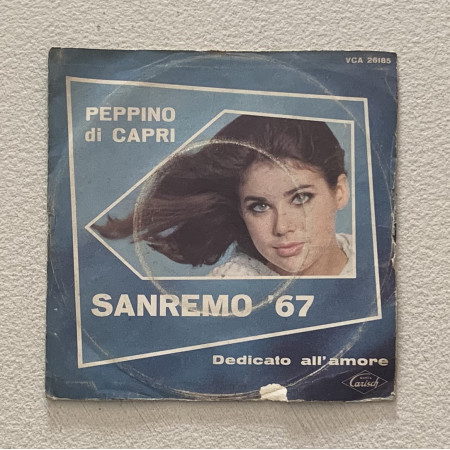 VCA 26185
PEPPINO
di CAPRI
SANREMO '67
Dedicato all'amore
Carisch